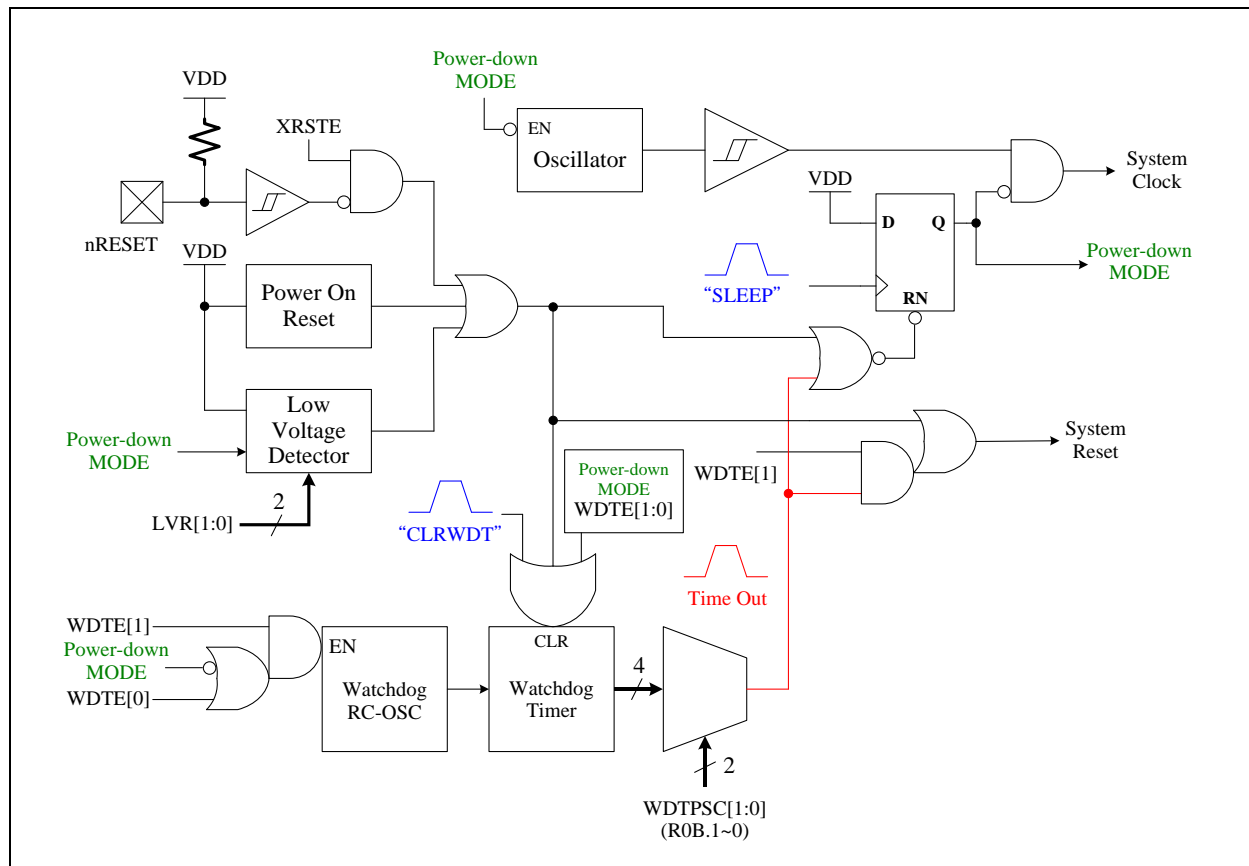 Power-down
MODE
VDD
XRSTE
EN
Oscillator
System
Clock
VDD
D
Q
nRESET
VDD
Power-down
MODE
Power On
Reset
“SLEEP”
RN
Low
Voltage
Detector
Power-down
MODE
System
Reset
WDTE[1]
Power-down
MODE
WDTE[1:0]
2
LVR[1:0]
“CLRWDT”
Time Out
WDTE[1]
Power-down
MODE
WDTE[0]
EN
Watchdog
RC-OSC
CLR
Watchdog
Timer
4
2
WDTPSC[1:0]
(R0B.1~0)